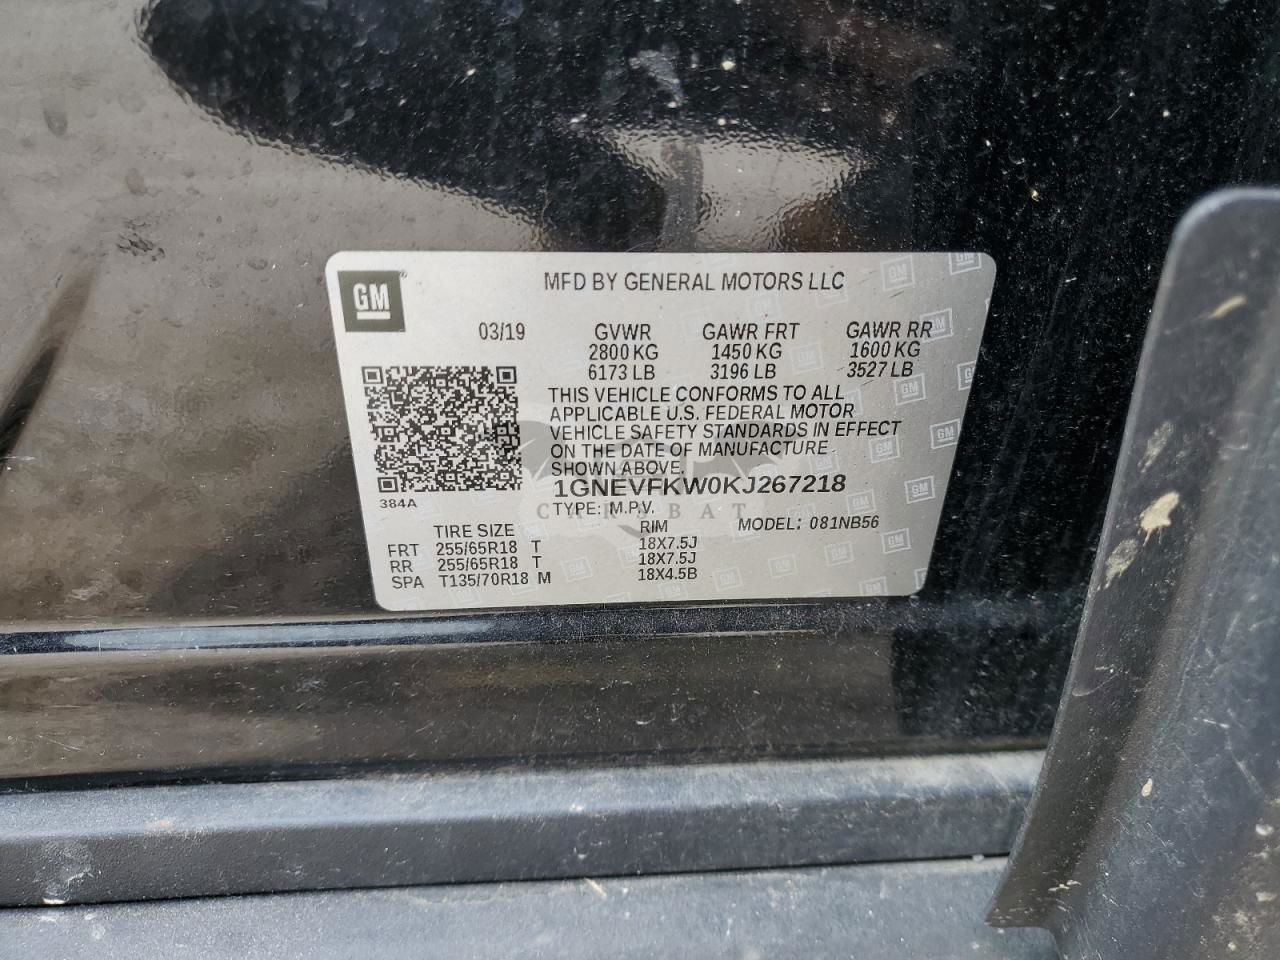 GM
MFD BY GENERAL MOTORS LLC
03/19 GVWR GAWR FRT GAWR RR
2800 KG 1450 KG 1600 KG
6173 LB 3196 LB 3527 LB
THIS VEHICLE CONFORMS TO ALL
APPLICABLE U.S. FEDERAL MOTOR
VEHICLE SAFETY STANDARDS IN EFFECT
ON THE DATE OF MANUFACTURE
SHOWN ABOVE.
384A
1GNEVFKW0KJ267218
TYPE: M.P.V.
CARSBAT
TIRE SIZE RIM MODEL: 081NB56
FRT 255/65R18 T 18X7.5J
RR 255/65R18 T 18X7.5J
SPA T135/70R18 M 18X4.5B